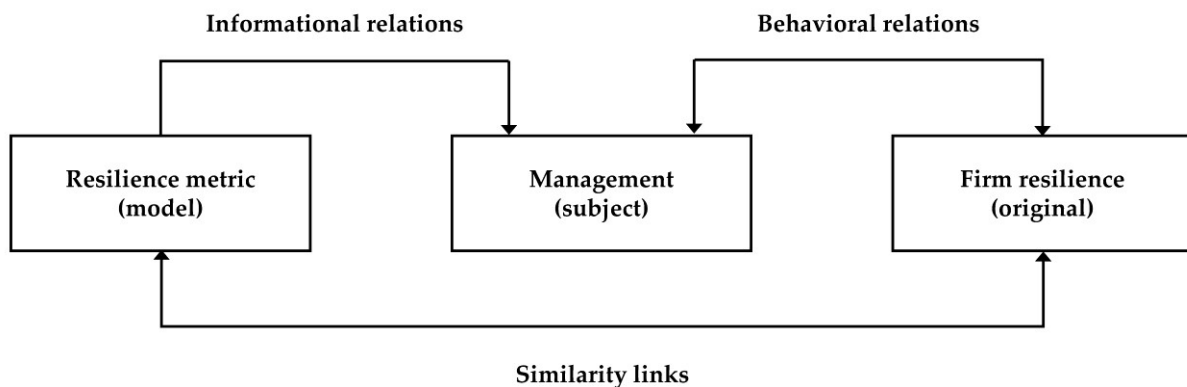 Informational relations
Behavioral relations
Resilience metric
(model)
Management
(subject)
Firm resilience
(original)
Similarity links